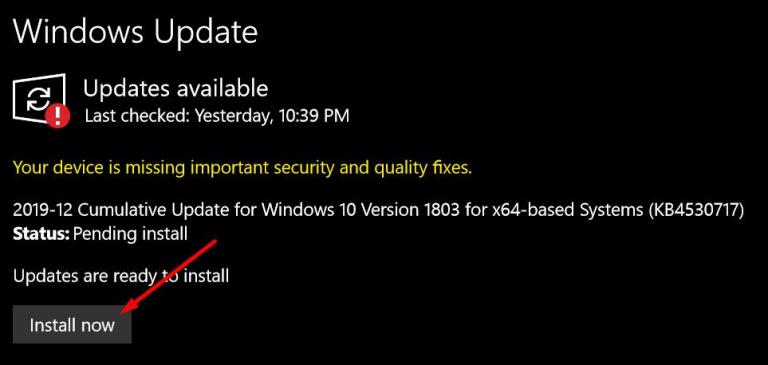 Windows Update
Updates available
Last checked: Yesterday, 10:39 PM
Your device is missing important security and quality fixes.
2019-12 Cumulative Update for Windows 10 Version 1803 for x64-based Systems (KB4530717)
Status: Pending install
Updates are ready to install
Install now